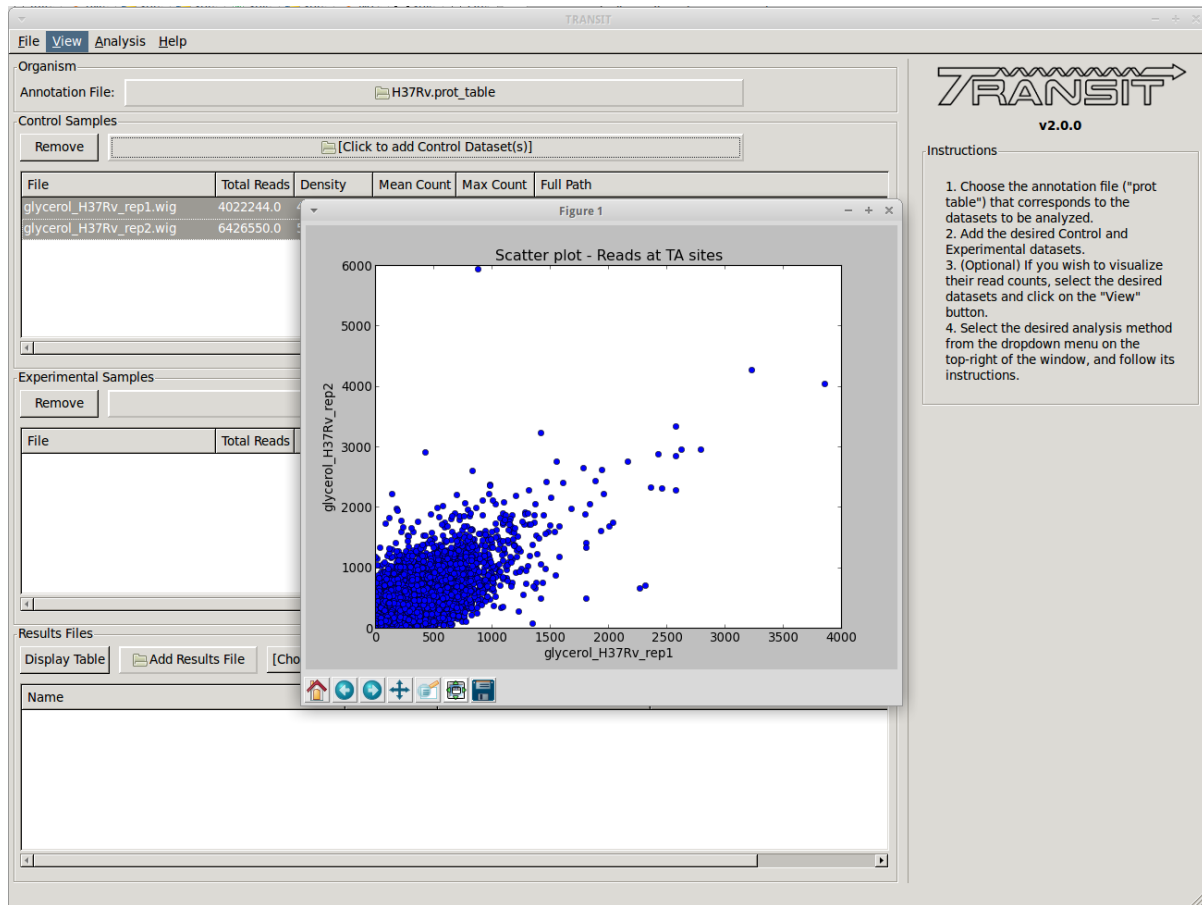 TRANSIT
File View Analysis Help
Organism
Annotation File: H37Rv.prot_table
Control Samples
Remove [Click to add Control Dataset(s)]
File Total Reads Density Mean Count Max Count Full Path
glycerol_H37Rv_rep1.wig 4022244.0
glycerol_H37Rv_rep2.wig 6426550.0
Experimental Samples
Remove
File Total Reads
Results Files
Display Table Add Results File [Cho
Name
Figure 1
Scatter plot - Reads at TA sites
6000
5000
4000
3000
2000
1000
0
glycerol_H37Rv_rep2
0 500 1000 1500 2000 2500 3000 3500 4000
glycerol_H37Rv_rep1
TRANSIT
v2.0.0
Instructions
1. Choose the annotation file ("prot
table") that corresponds to the
datasets to be analyzed.
2. Add the desired Control and
Experimental datasets.
3. (Optional) If you wish to visualize
their read counts, select the desired
datasets and click on the "View"
button.
4. Select the desired analysis method
from the dropdown menu on the
top-right of the window, and follow its
instructions.